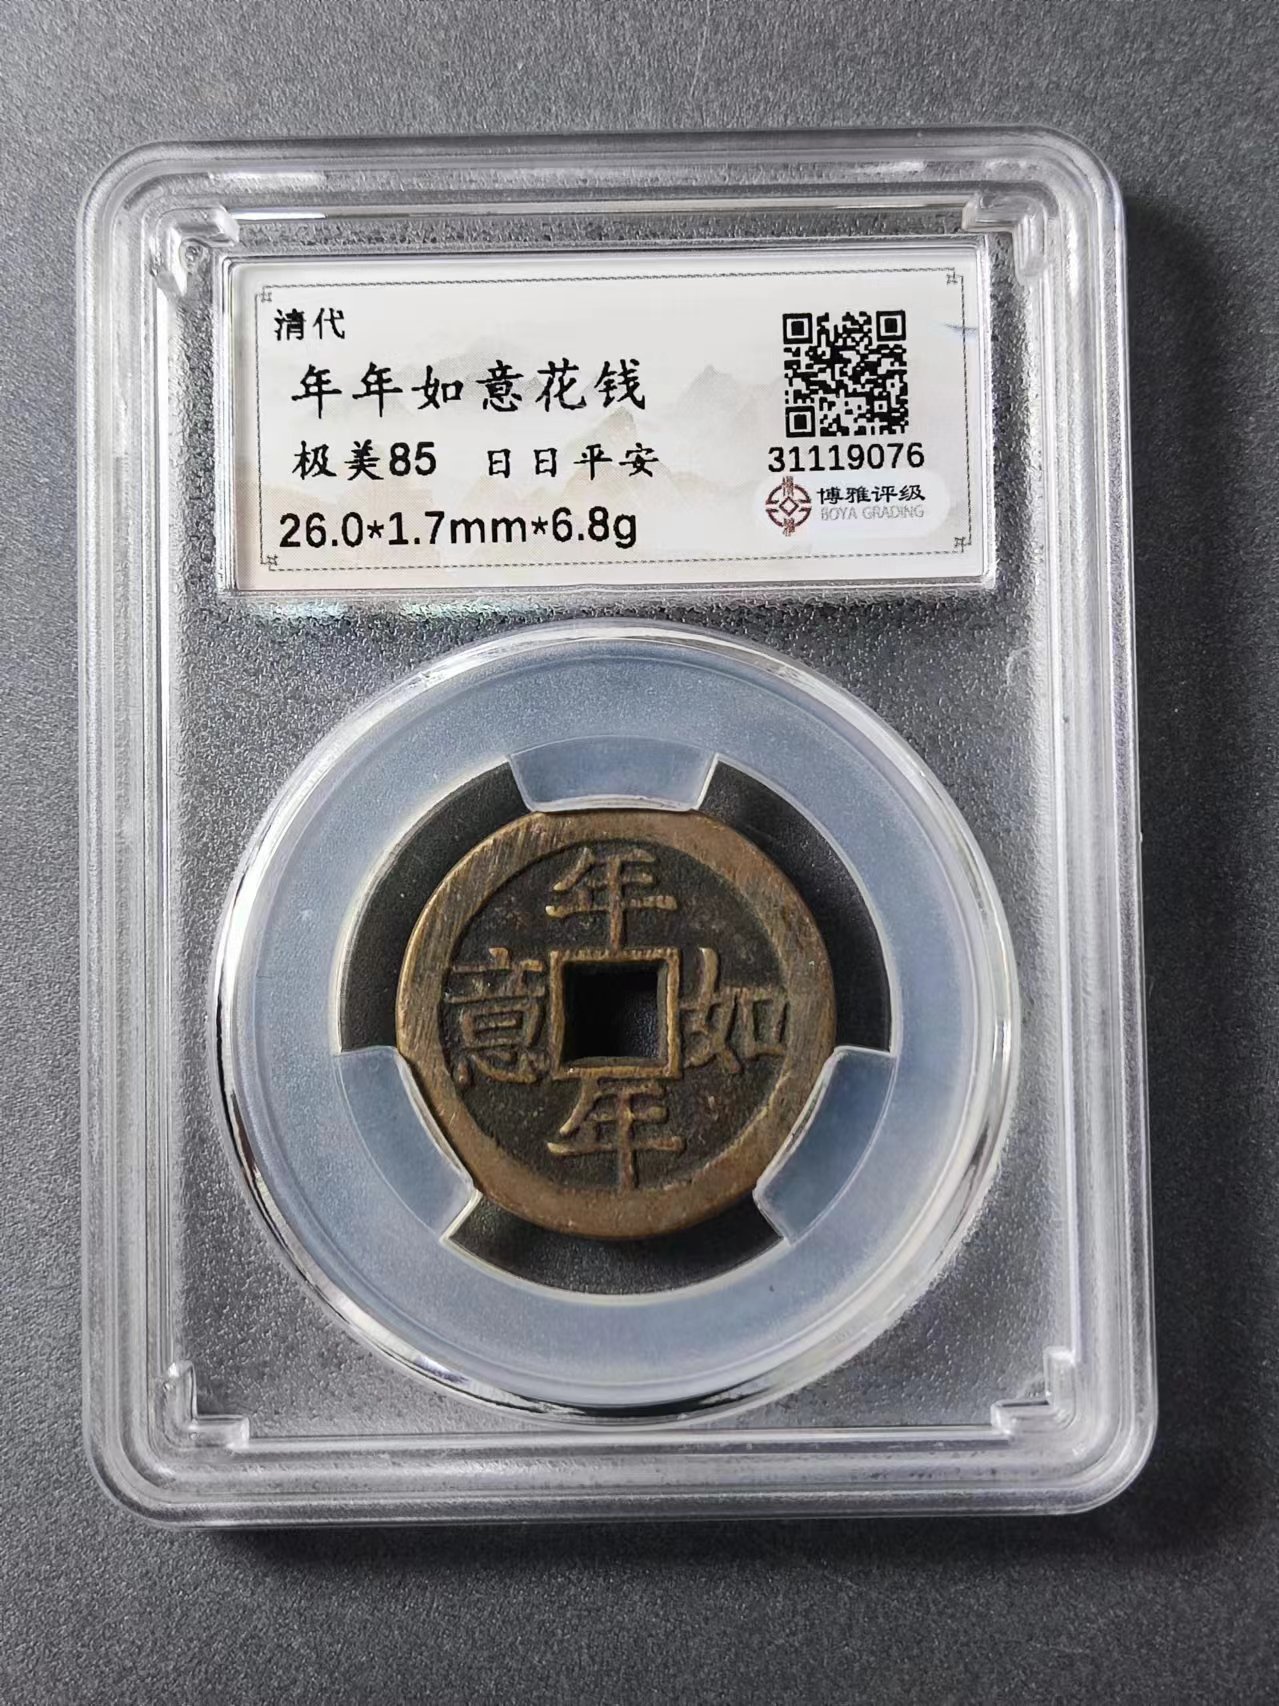 清代
年年如意花钱
极美85 日日平安
26.0*1.7mm*6.8g
31119076
博雅评级
BOYA GRADING
年
年
如
意